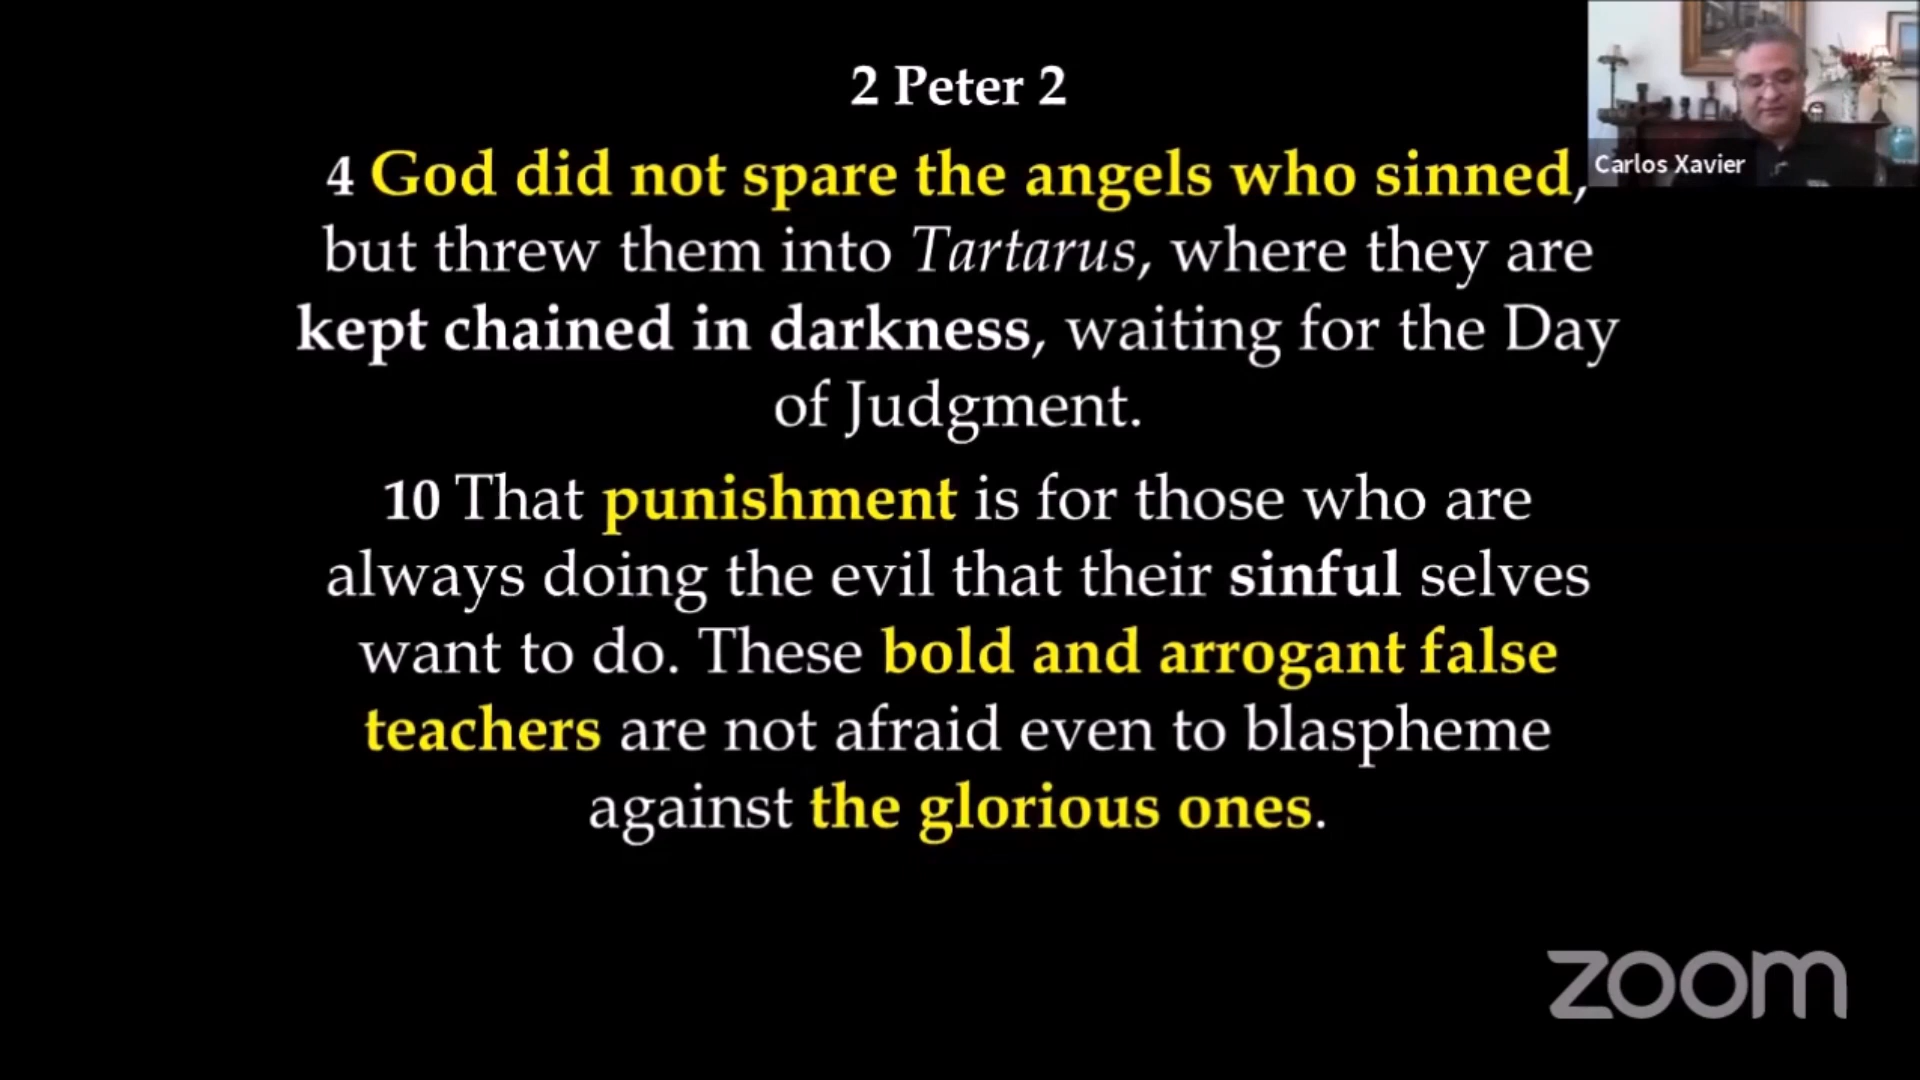 2 Peter 2
4 God did not spare the angels who sinned,
but threw them into Tartarus, where they are
kept chained in darkness, waiting for the Day
of Judgment.
10 That punishment is for those who are
always doing the evil that their sinful selves
want to do. These bold and arrogant false
teachers are not afraid even to blaspheme
against the glorious ones.
Carlos Xavier
zoom